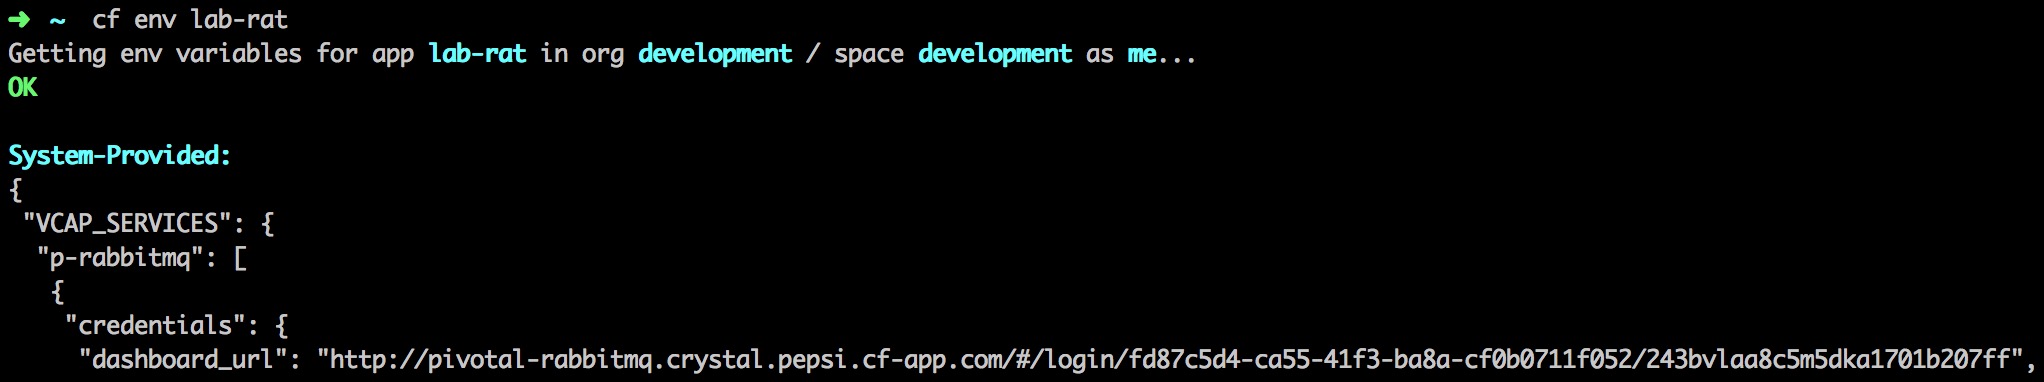 ➜ ~ cf env lab-rat
Getting env variables for app lab-rat in org development / space development as me...
OK
System-Provided:
{
"VCAP_SERVICES": {
"p-rabbitmq": [
{
"credentials": {
"dashboard_url": "http://pivotal-rabbitmq.crystal.pepsi.cf-app.com/#/login/fd87c5d4-ca55-41f3-ba8a-cf0b0711f052/243bvlaa8c5m5dka1701b207ff",